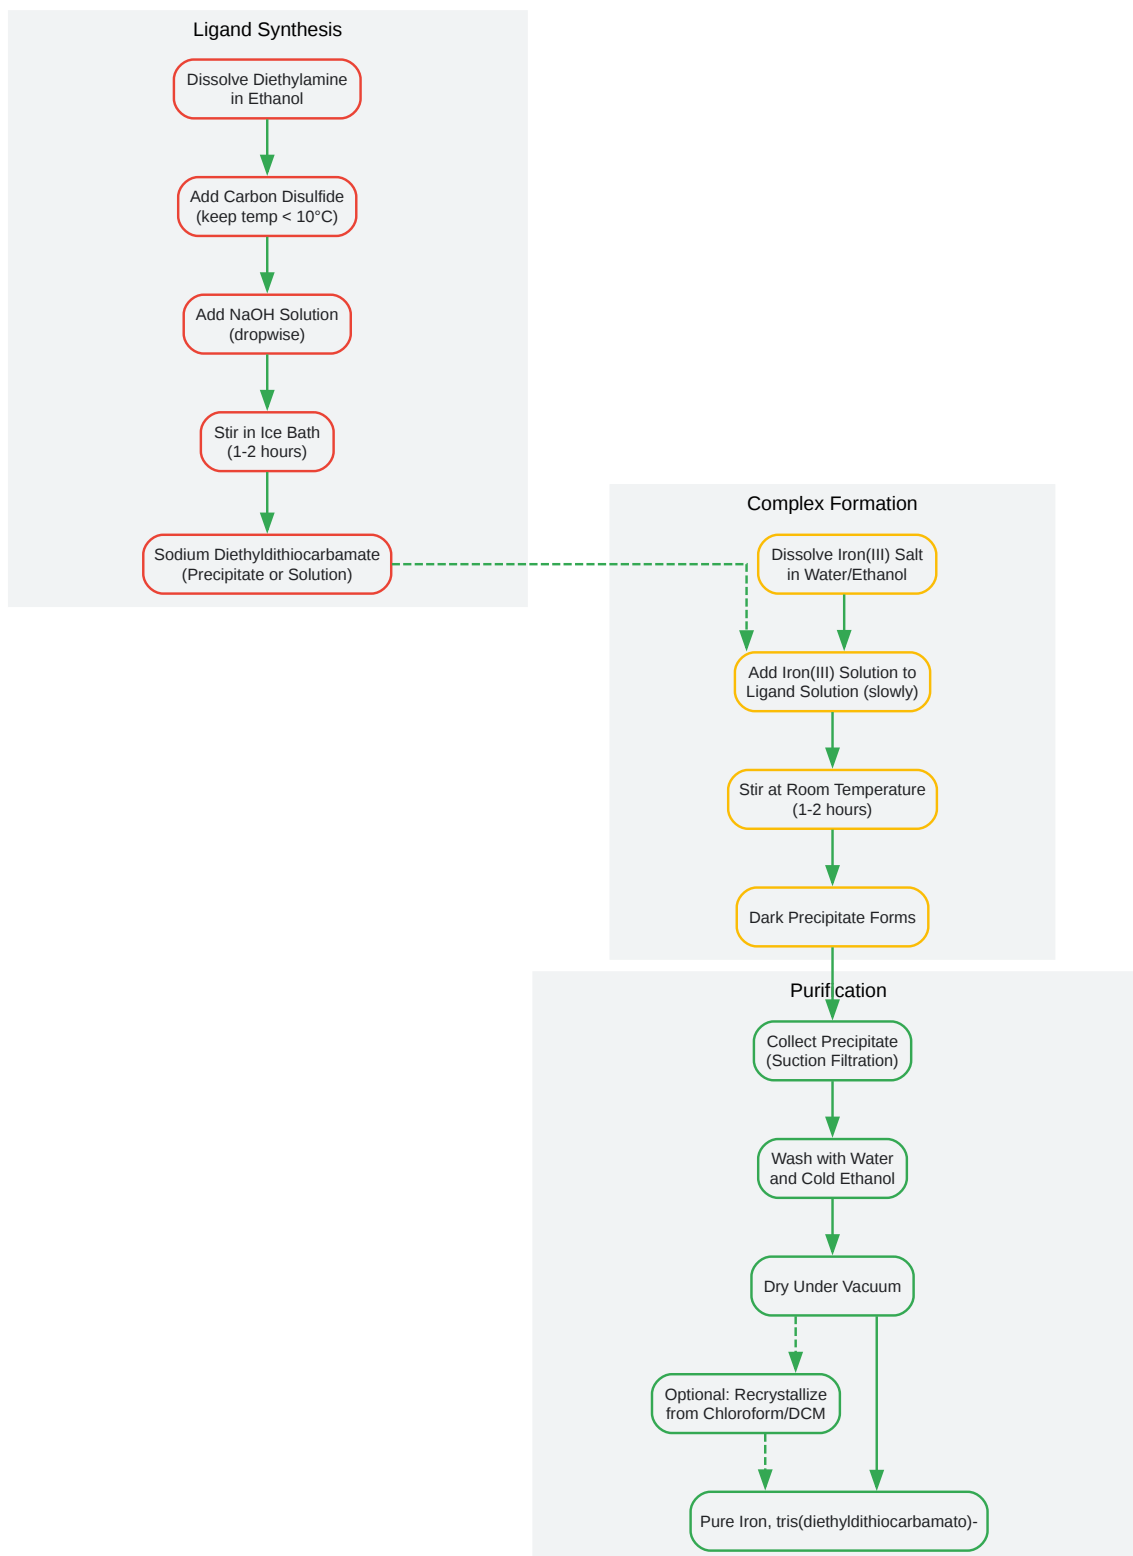 Ligand Synthesis
Dissolve Diethylamine
in Ethanol
Add Carbon Disulfide
(keep temp < 10°C)
Add NaOH Solution
(dropwise)
Stir in Ice Bath
(1-2 hours)
Sodium Diethyldithiocarbamate
(Precipitate or Solution)
Complex Formation
Dissolve Iron(III) Salt
in Water/Ethanol
Add Iron(III) Solution to
Ligand Solution (slowly)
Stir at Room Temperature
(1-2 hours)
Dark Precipitate Forms
Purification
Collect Precipitate
(Suction Filtration)
Wash with Water
and Cold Ethanol
Dry Under Vacuum
Optional: Recrystallize
from Chloroform/DCM
Pure Iron, tris(diethyldithiocarbamato)-